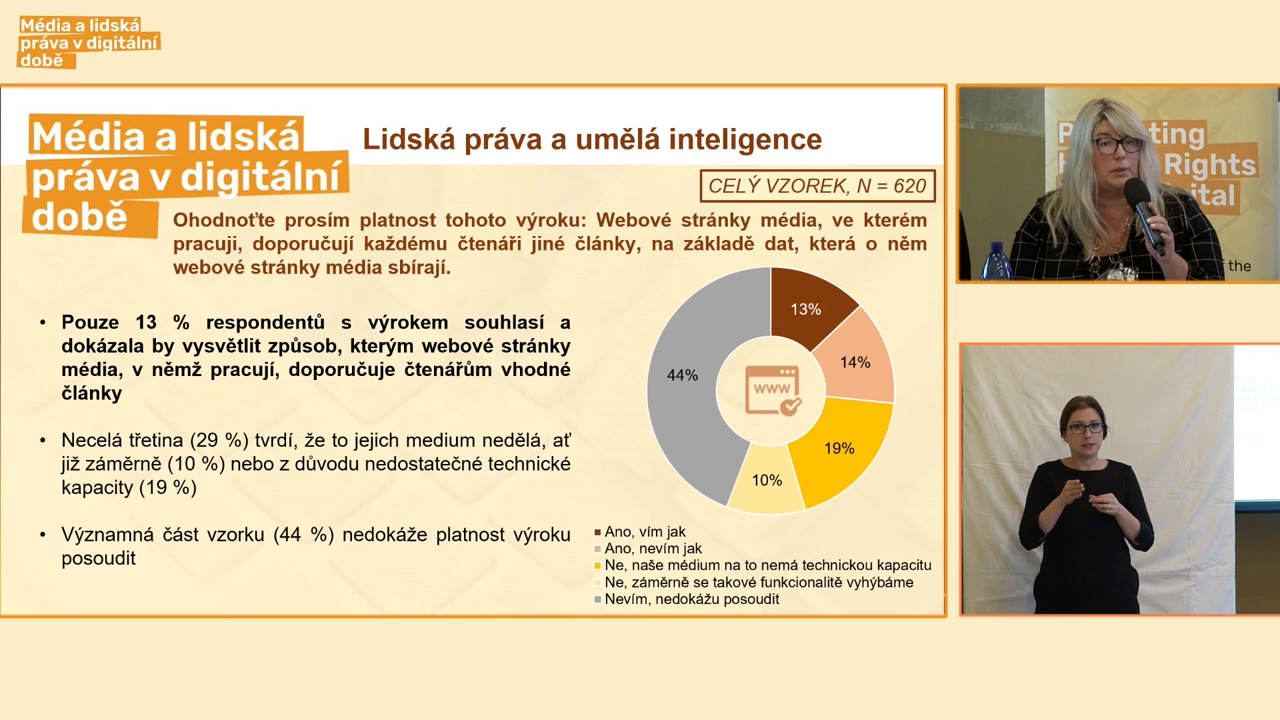 Média a lidská
práva v digitální
době
Média a lidská
práva v digitální
době
Lidská práva a umělá inteligence
CELÝ VZOREK, N = 620
Ohodnoťte prosím platnost tohoto výroku: Webové stránky média, ve kterém
pracuji, doporučují každému čtenáři jiné články, na základě dat, která o něm
webové stránky média sbírají.
• Pouze 13 % respondentů s výrokem souhlasí a
dokázala by vysvětlit způsob, kterým webové stránky
média, v němž pracují, doporučuje čtenářům vhodné
články
• Necelá třetina (29 %) tvrdí, že to jejich medium nedělá, ať
již záměrně (10 %) nebo z důvodu nedostatečné technické
kapacity (19 %)
• Významná část vzorku (44 %) nedokáže platnost výroku
posoudit
13%
14%
19%
10%
44%
WWW
Ano, vím jak
Ano, nevím jak
Ne, naše médium na to nemá technickou kapacitu
Ne, záměrně se takové funkcionalitě vyhýbáme
Nevím, nedokážu posoudit
Rights
the